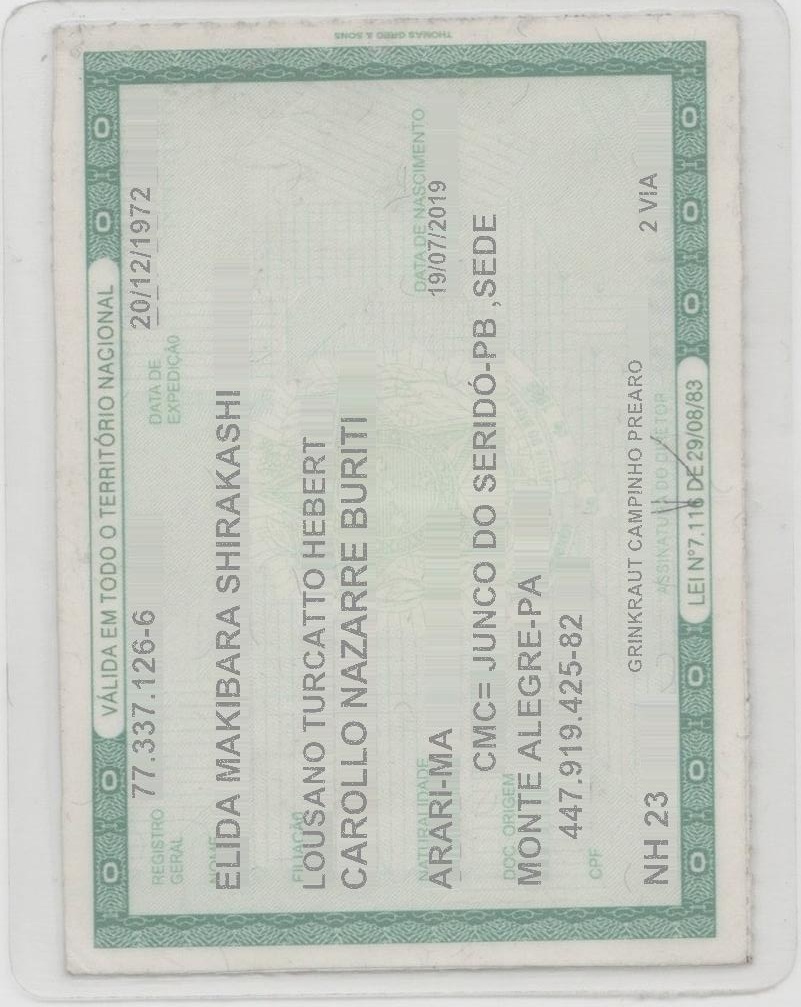 THOMAS GREG & SONS
VÁLIDA EM TODO O TERRITÓRIO NACIONAL
REGISTRO GERAL 77.337.126-6 DATA DE EXPEDIÇÃO 20/12/1972
NOME
ELIDA MAKIBARA SHIRAKASHI
FILIAÇÃO
LOUSANO TURCATTO HEBERT
CAROLLO NAZARRE BURITI
NATURALIDADE DATA DE NASCIMENTO
ARARI-MA 19/07/2019
CMC= JUNCO DO SERIDÓ-PB ,SEDE
DOC. ORIGEM
MONTE ALEGRE-PA
447.919.425-82
CPF
GRINKRAUT CAMPINHO PREARO
NH 23 2 VIA
ASSINATURA DO DIRETOR
LEI Nº 7.116 DE 29/08/83